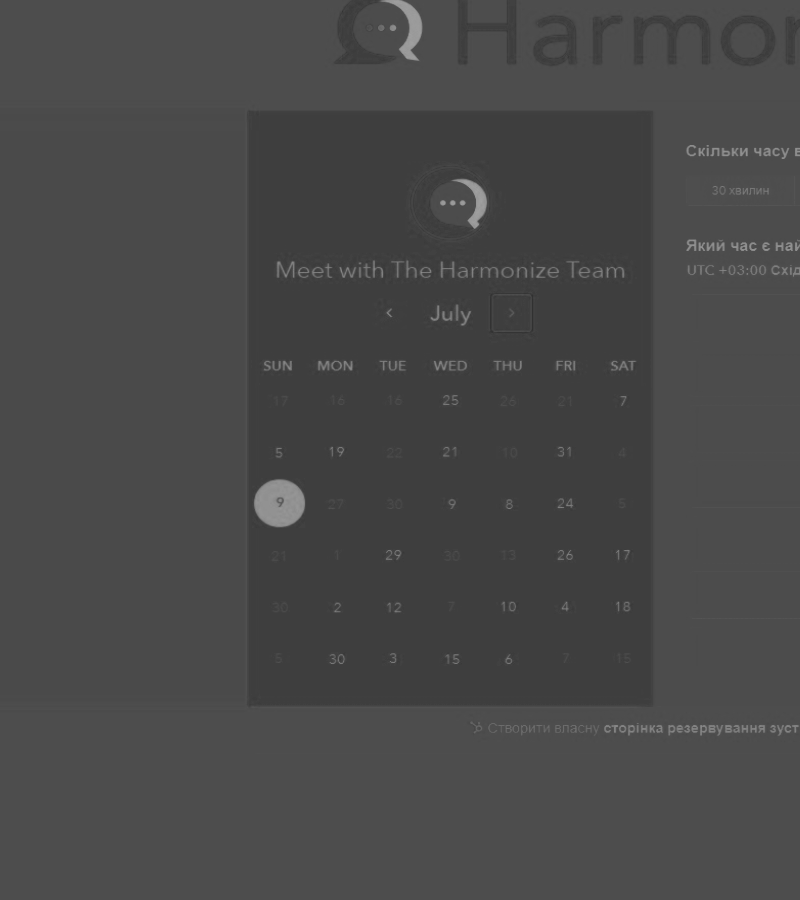 Harmon
Скільки часу в
30 хвилин
Який час є най
UTC +03:00 Схід
Meet with The Harmonize Team
July
SUN MON TUE WED THU FRI SAT
17 16 16 25 26 21 7
5 19 22 21 10 31 4
9 27 30 9 8 24 5
21 1 29 30 13 26 17
30 2 12 7 10 4 18
5 30 3 15 6 7 15
Створити власну сторінка резервування зуст